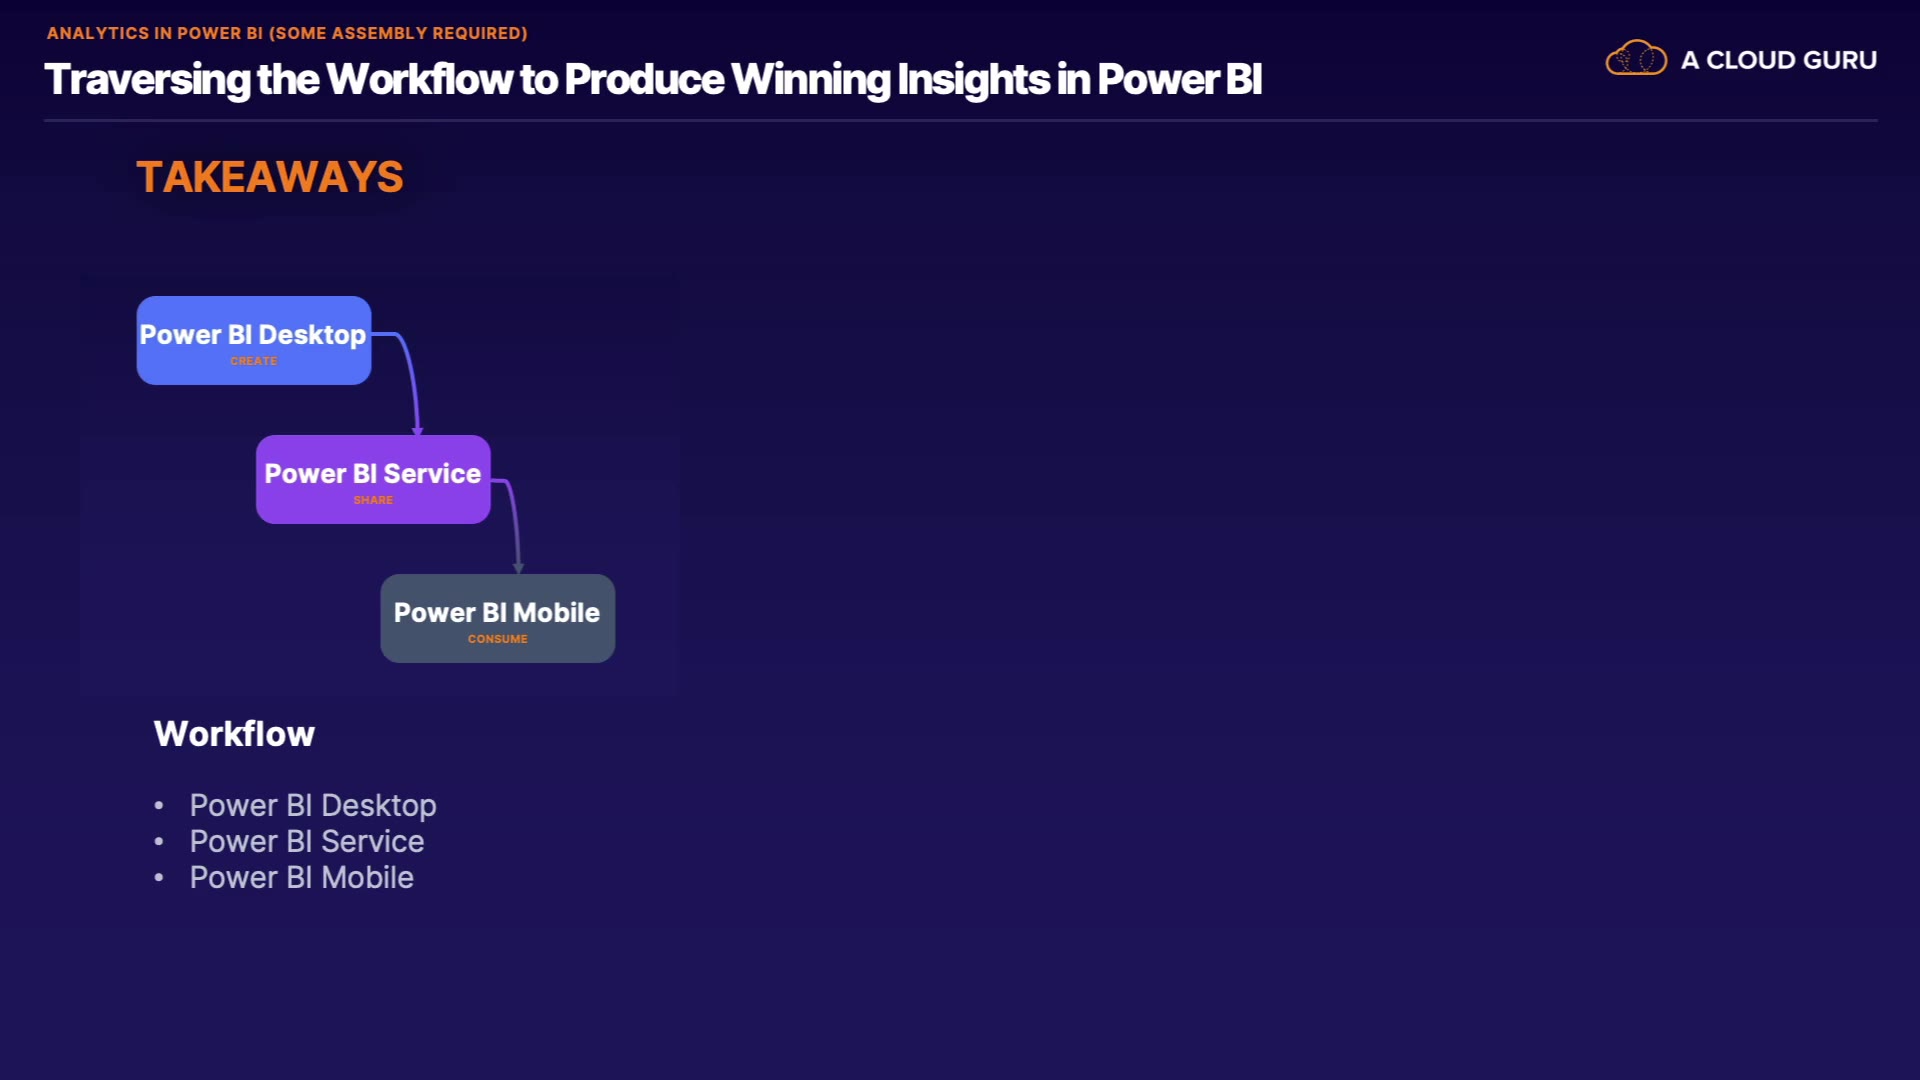 ANALYTICS IN POWER BI (SOME ASSEMBLY REQUIRED)
Traversing the Workflow to Produce Winning Insights in Power BI
A CLOUD GURU
TAKEAWAYS
Power BI Desktop
CREATE
Power BI Service
SHARE
Power BI Mobile
CONSUME
Workflow
• Power BI Desktop
• Power BI Service
• Power BI Mobile